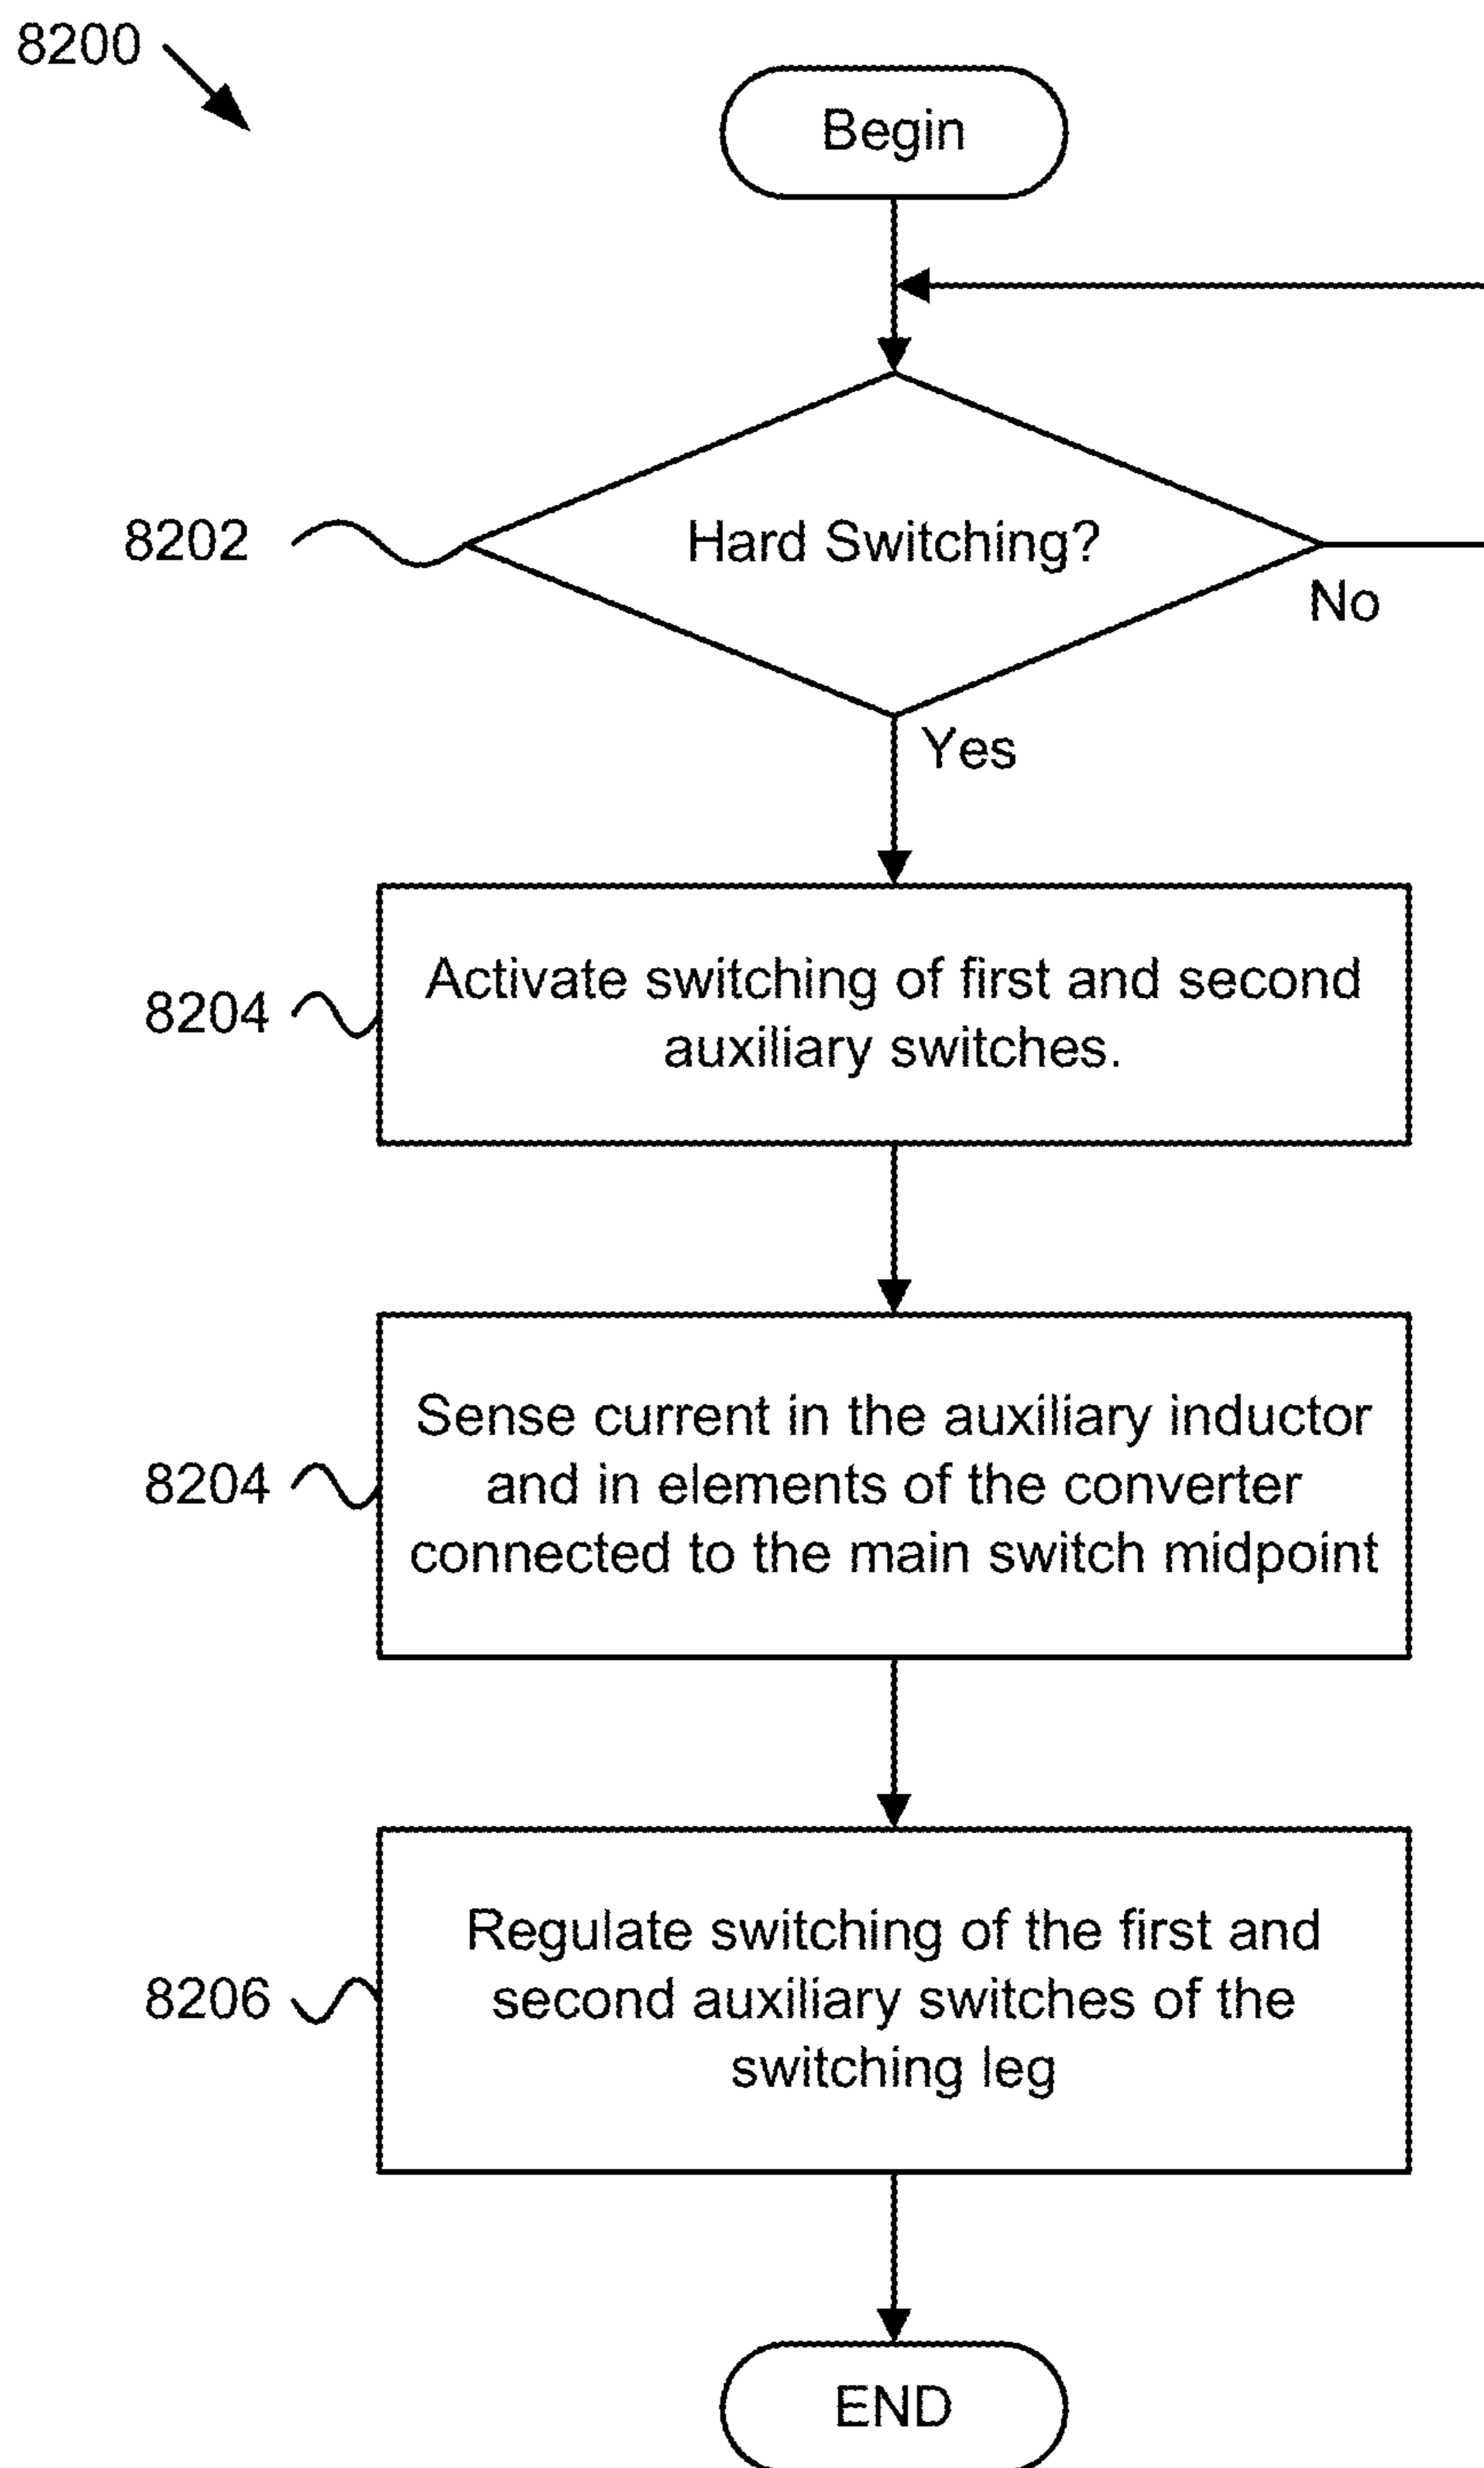 8200
Begin
8202
Hard Switching?
No
Yes
8204
Activate switching of first and second
auxiliary switches.
8204
Sense current in the auxiliary inductor
and in elements of the converter
connected to the main switch midpoint
8206
Regulate switching of the first and
second auxiliary switches of the
switching leg
END